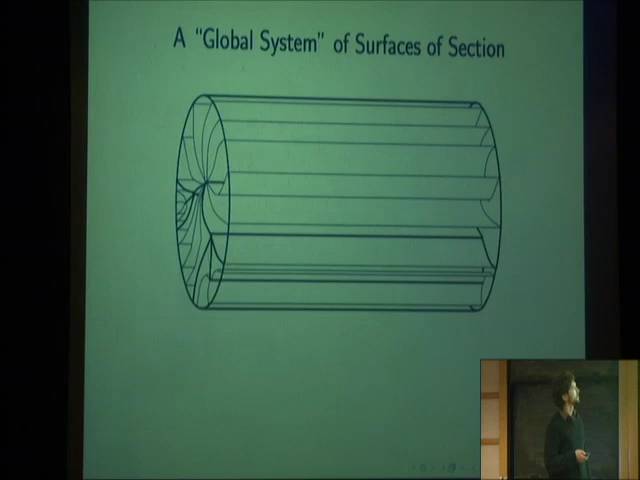 A “Global System” of Surfaces of Section